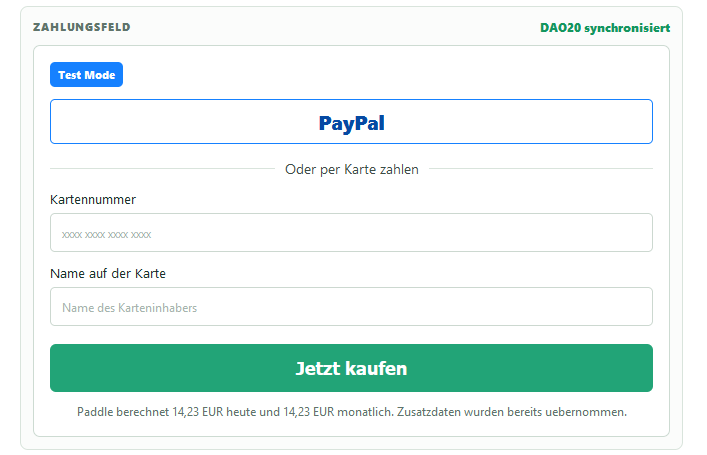 ZAHLUNGSFELD
DAO20 synchronisiert
Test Mode
PayPal
Oder per Karte zahlen
Kartennummer
xxxx xxxx xxxx xxxx
Name auf der Karte
Name des Karteninhabers
Jetzt kaufen
Paddle berechnet 14,23 EUR heute und 14,23 EUR monatlich. Zusatzdaten wurden bereits uebernommen.